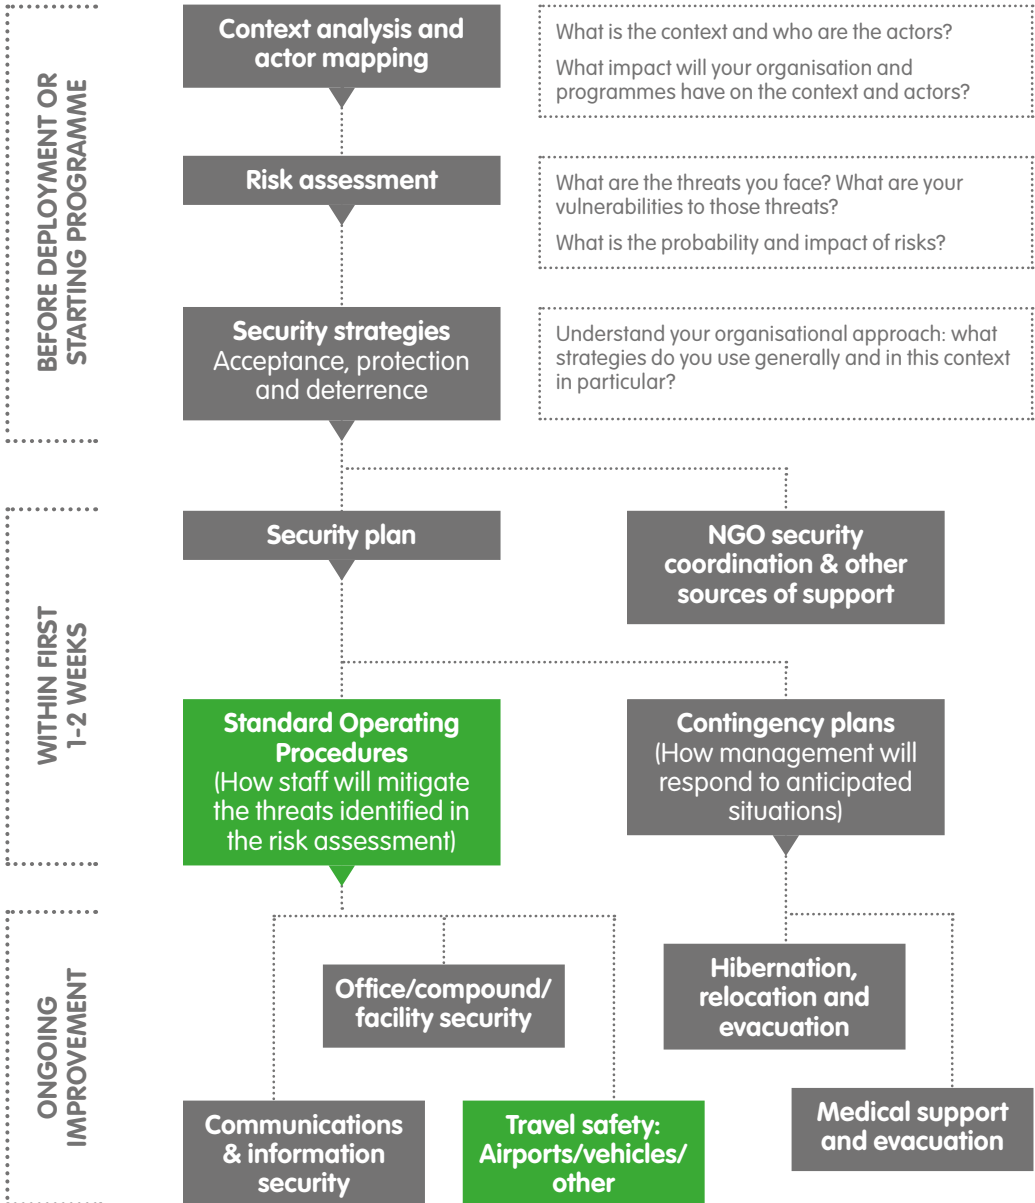 BEFORE DEPLOYMENT OR
STARTING PROGRAMME
Context analysis and
actor mapping
What is the context and who are the actors?
What impact will your organisation and
programmes have on the context and actors?
Risk assessment
What are the threats you face? What are your
vulnerabilities to those threats?
What is the probability and impact of risks?
Security strategies
Acceptance, protection
and deterrence
Understand your organisational approach: what
strategies do you use generally and in this context
in particular?
WITHIN FIRST
1-2 WEEKS
Security plan
NGO security
coordination & other
sources of support
Standard Operating
Procedures
(How staff will mitigate
the threats identified in
the risk assessment)
Contingency plans
(How management will
respond to anticipated
situations)
ONGOING
IMPROVEMENT
Office/compound/
facility security
Hibernation,
relocation and
evacuation
Communications
& information
security
Travel safety:
Airports/vehicles/
other
Medical support
and evacuation